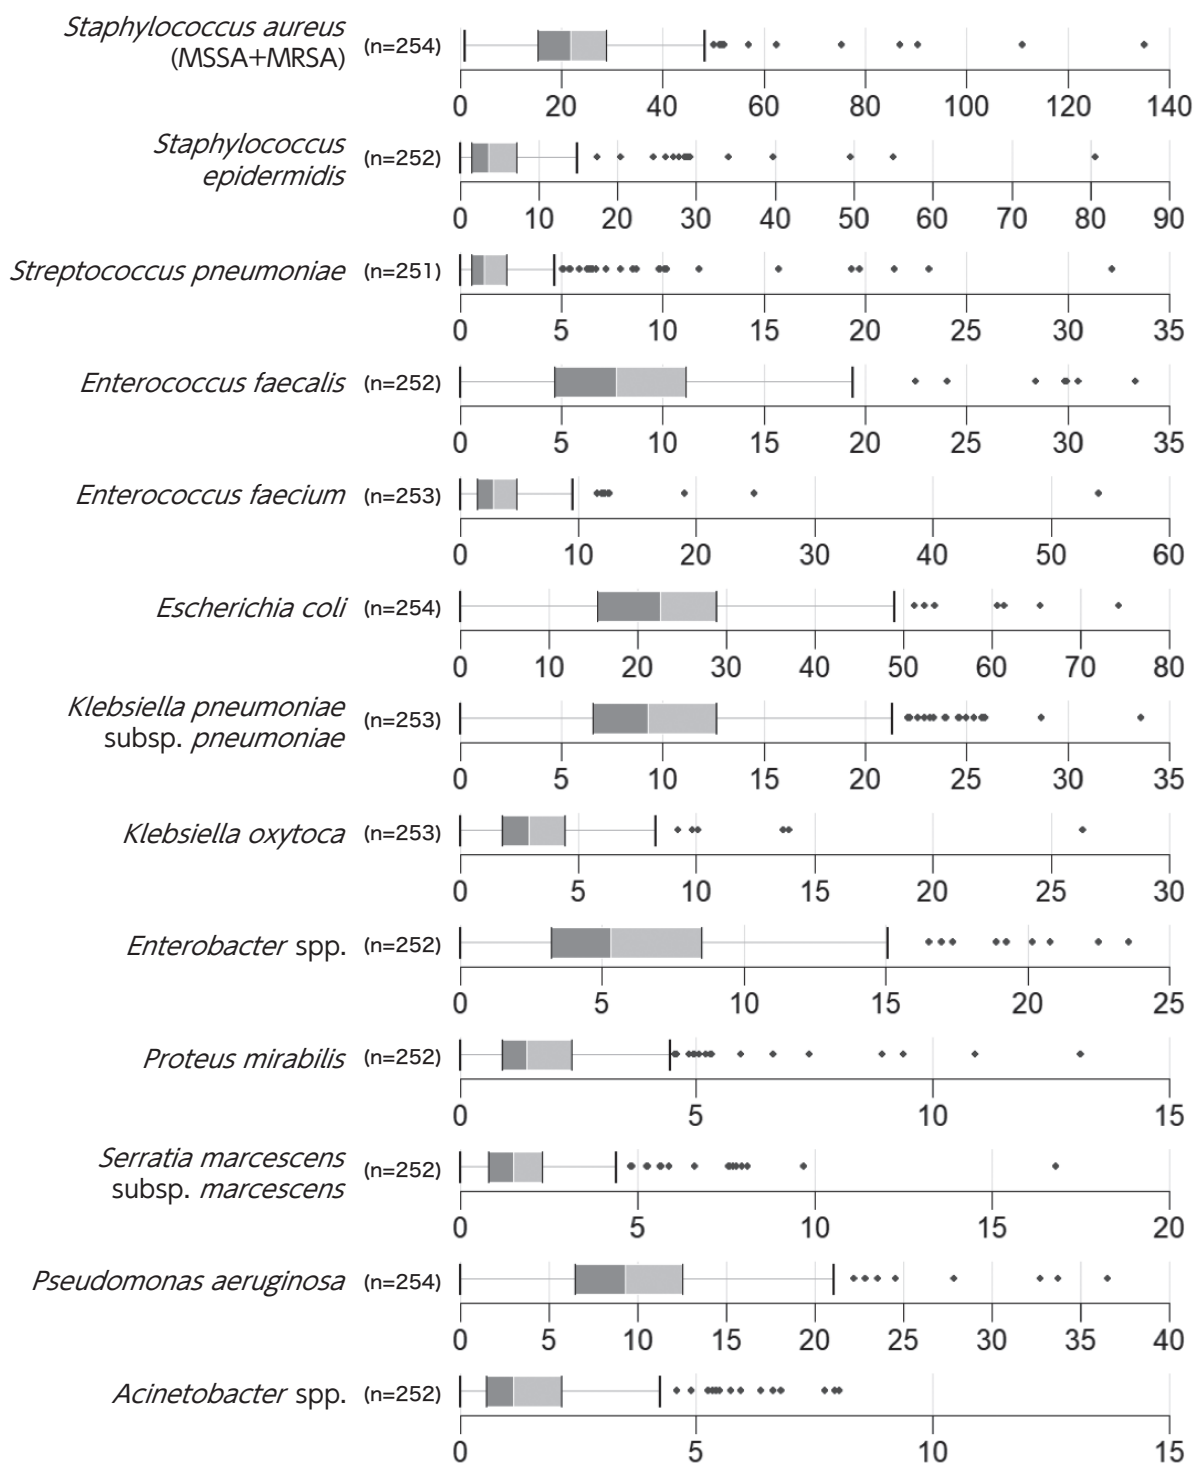 Staphylococcus aureus
(MSSA+MRSA) (n=254)
0 20 40 60 80 100 120 140
Staphylococcus
epidermidis (n=252)
0 10 20 30 40 50 60 70 80 90
Streptococcus pneumoniae (n=251)
0 5 10 15 20 25 30 35
Enterococcus faecalis (n=252)
0 5 10 15 20 25 30 35
Enterococcus faecium (n=253)
0 10 20 30 40 50 60
Escherichia coli (n=254)
0 10 20 30 40 50 60 70 80
Klebsiella pneumoniae
subsp. pneumoniae (n=253)
0 5 10 15 20 25 30 35
Klebsiella oxytoca (n=253)
0 5 10 15 20 25 30
Enterobacter spp. (n=252)
0 5 10 15 20 25
Proteus mirabilis (n=252)
0 5 10 15
Serratia marcescens
subsp. marcescens (n=252)
0 5 10 15 20
Pseudomonas aeruginosa (n=254)
0 5 10 15 20 25 30 35 40
Acinetobacter spp. (n=252)
0 5 10 15